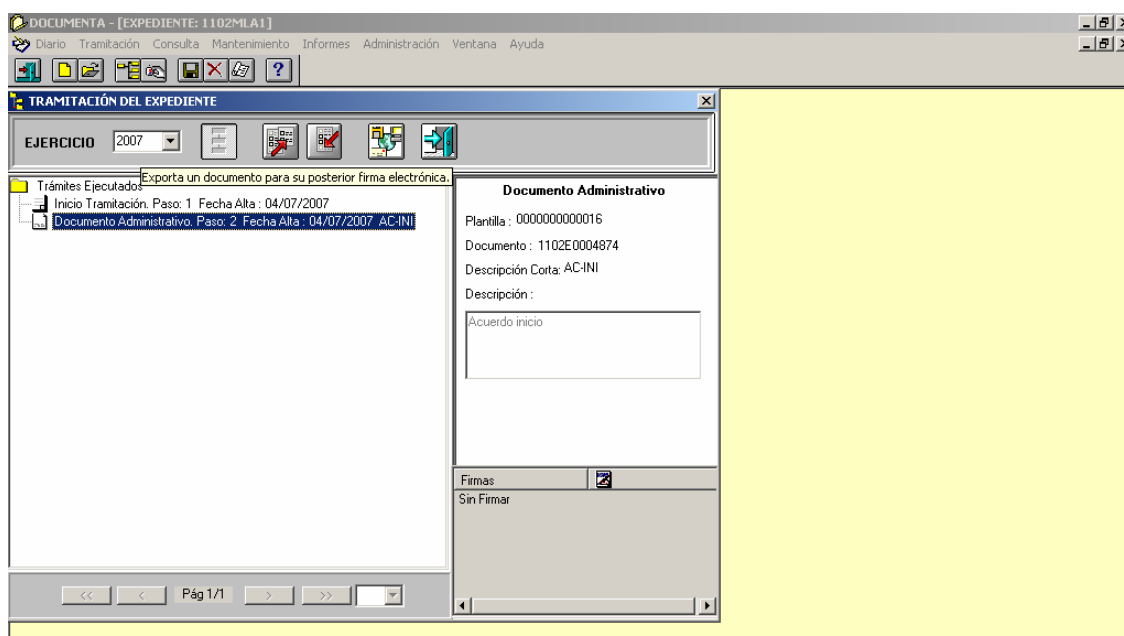 DOCUMENTA - [EXPEDIENTE: 1102MLA1]
Diario Tramitación Consulta Mantenimiento Informes Administración Ventana Ayuda
TRAMITACIÓN DEL EXPEDIENTE
EJERCICIO 2007
Exporta un documento para su posterior firma electrónica.
Trámites Ejecutados
Inicio Tramitación. Paso: 1 Fecha Alta : 04/07/2007
Documento Administrativo. Paso: 2 Fecha Alta : 04/07/2007 AC-INI
Documento Administrativo
Plantilla : 0000000000016
Documento : 1102E0004874
Descripción Corta: AC-INI
Descripción :
Acuerdo inicio
Firmas
Sin Firmar
<< < Pág 1/1 > >>